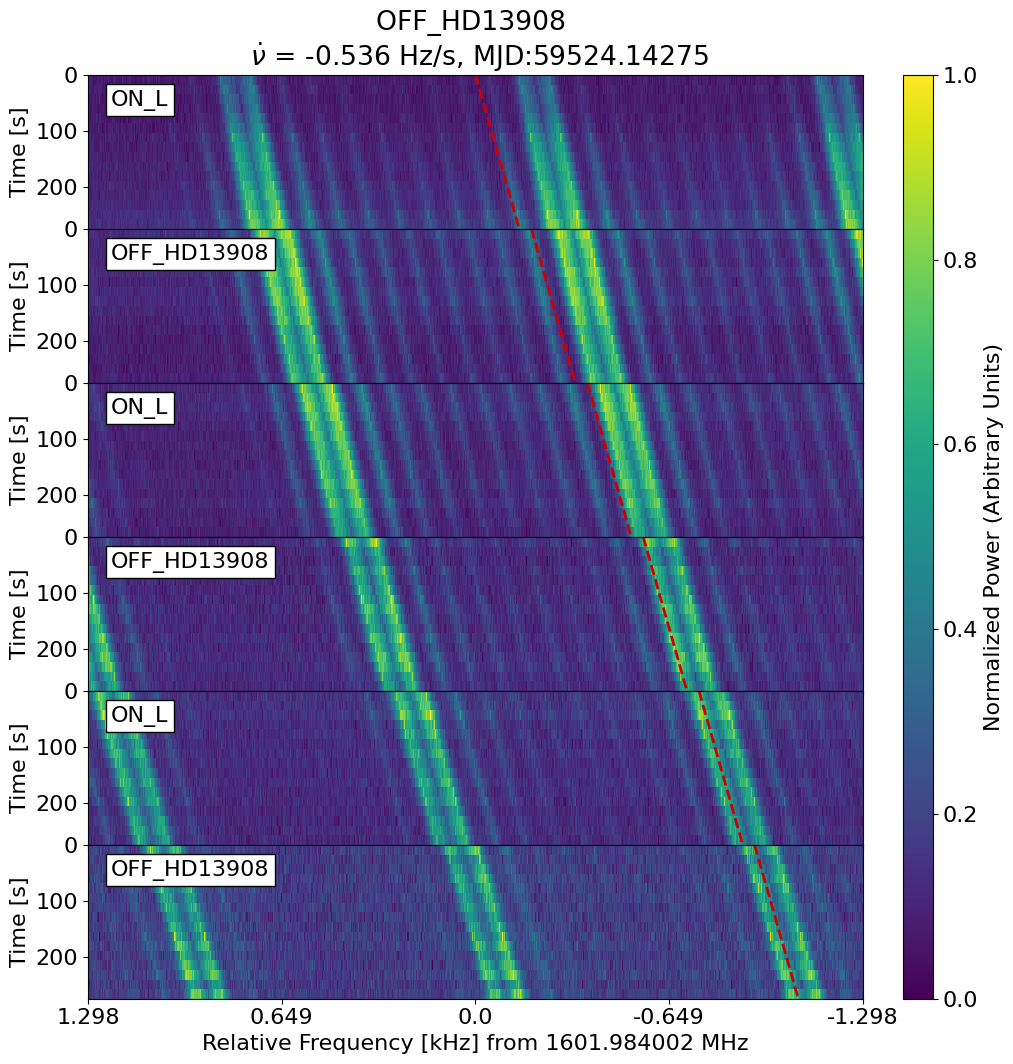 OFF_HD13908
ν̇ = -0.536 Hz/s, MJD:59524.14275
ON_L
OFF_HD13908
ON_L
OFF_HD13908
ON_L
OFF_HD13908
Time [s]
0
100
200
Time [s]
0
100
200
Time [s]
0
100
200
Time [s]
0
100
200
Time [s]
0
100
200
Time [s]
0
100
200
1.298 0.649 0.0 -0.649 -1.298
Relative Frequency [kHz] from 1601.984002 MHz
1.0
0.8
0.6
0.4
0.2
0.0
Normalized Power (Arbitrary Units)